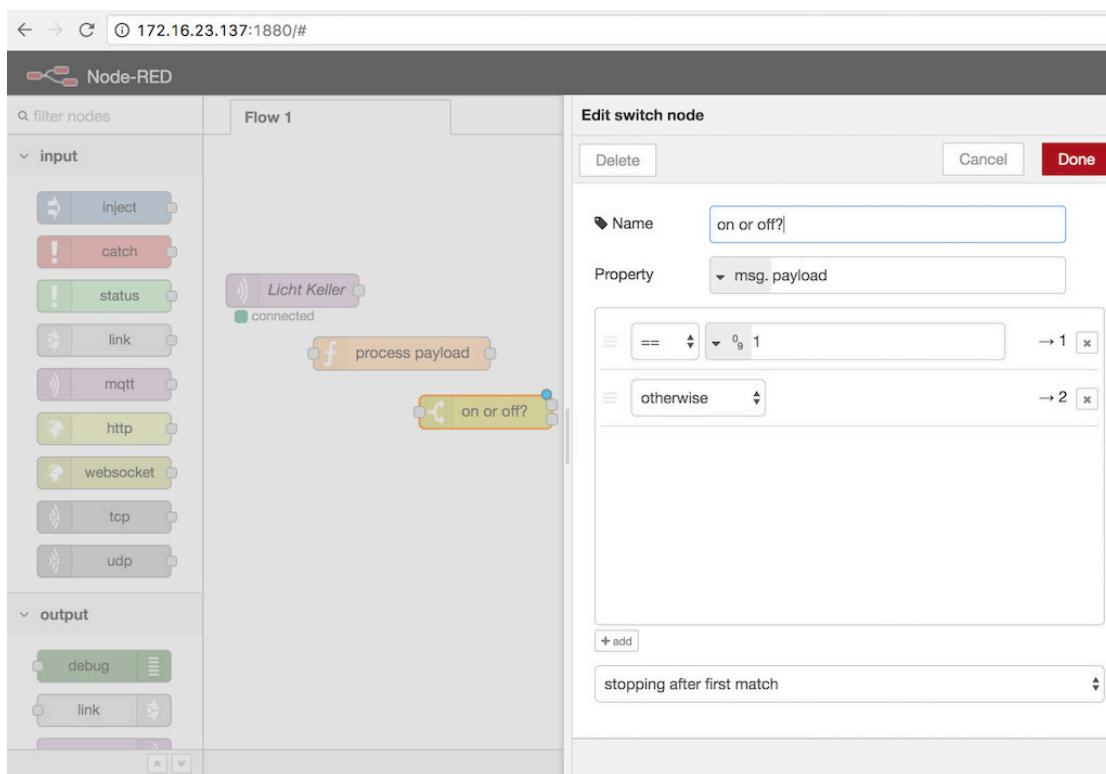 172.16.23.137:1880/#
Node-RED
filter nodes
Flow 1
Edit switch node
input
Delete
Cancel
Done
inject
catch
status
link
mqtt
http
websocket
tcp
udp
output
debug
link
Licht Keller
connected
process payload
on or off?
Name
on or off?
Property
msg. payload
==
0
9
1
→ 1
x
otherwise
→ 2
x
+ add
stopping after first match